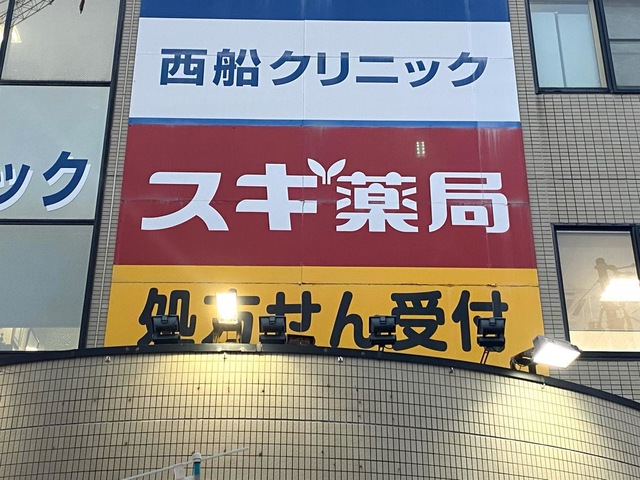 西船クリニック
スギ薬局
処方せん受付
ック